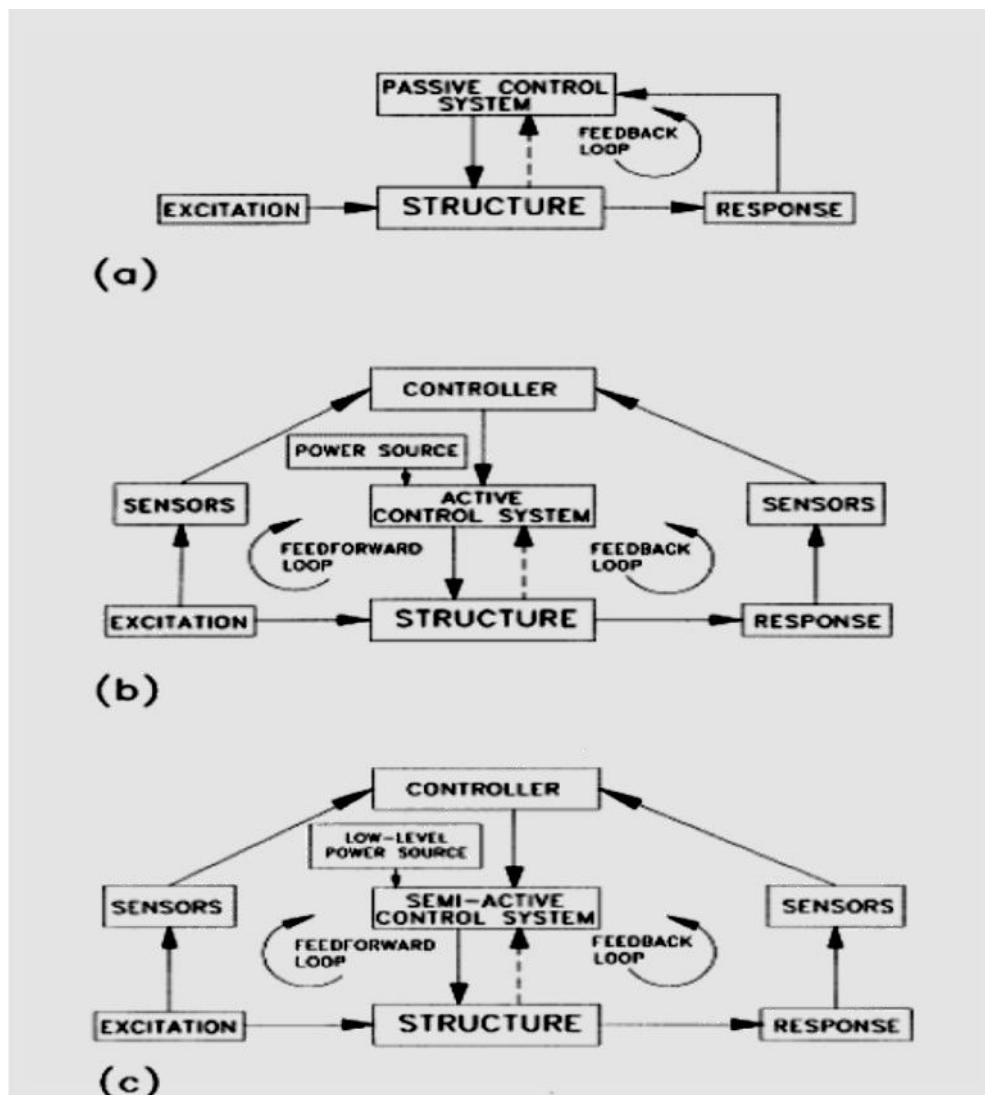 PASSIVE CONTROL
SYSTEM
FEEDBACK
LOOP
EXCITATION
STRUCTURE
RESPONSE
(a)
CONTROLLER
POWER SOURCE
SENSORS
ACTIVE
CONTROL SYSTEM
SENSORS
FEEDFORWARD
LOOP
FEEDBACK
LOOP
EXCITATION
STRUCTURE
RESPONSE
(b)
CONTROLLER
LOW-LEVEL
POWER SOURCE
SENSORS
SEMI-ACTIVE
CONTROL SYSTEM
SENSORS
FEEDFORWARD
LOOP
FEEDBACK
LOOP
EXCITATION
STRUCTURE
RESPONSE
(c)